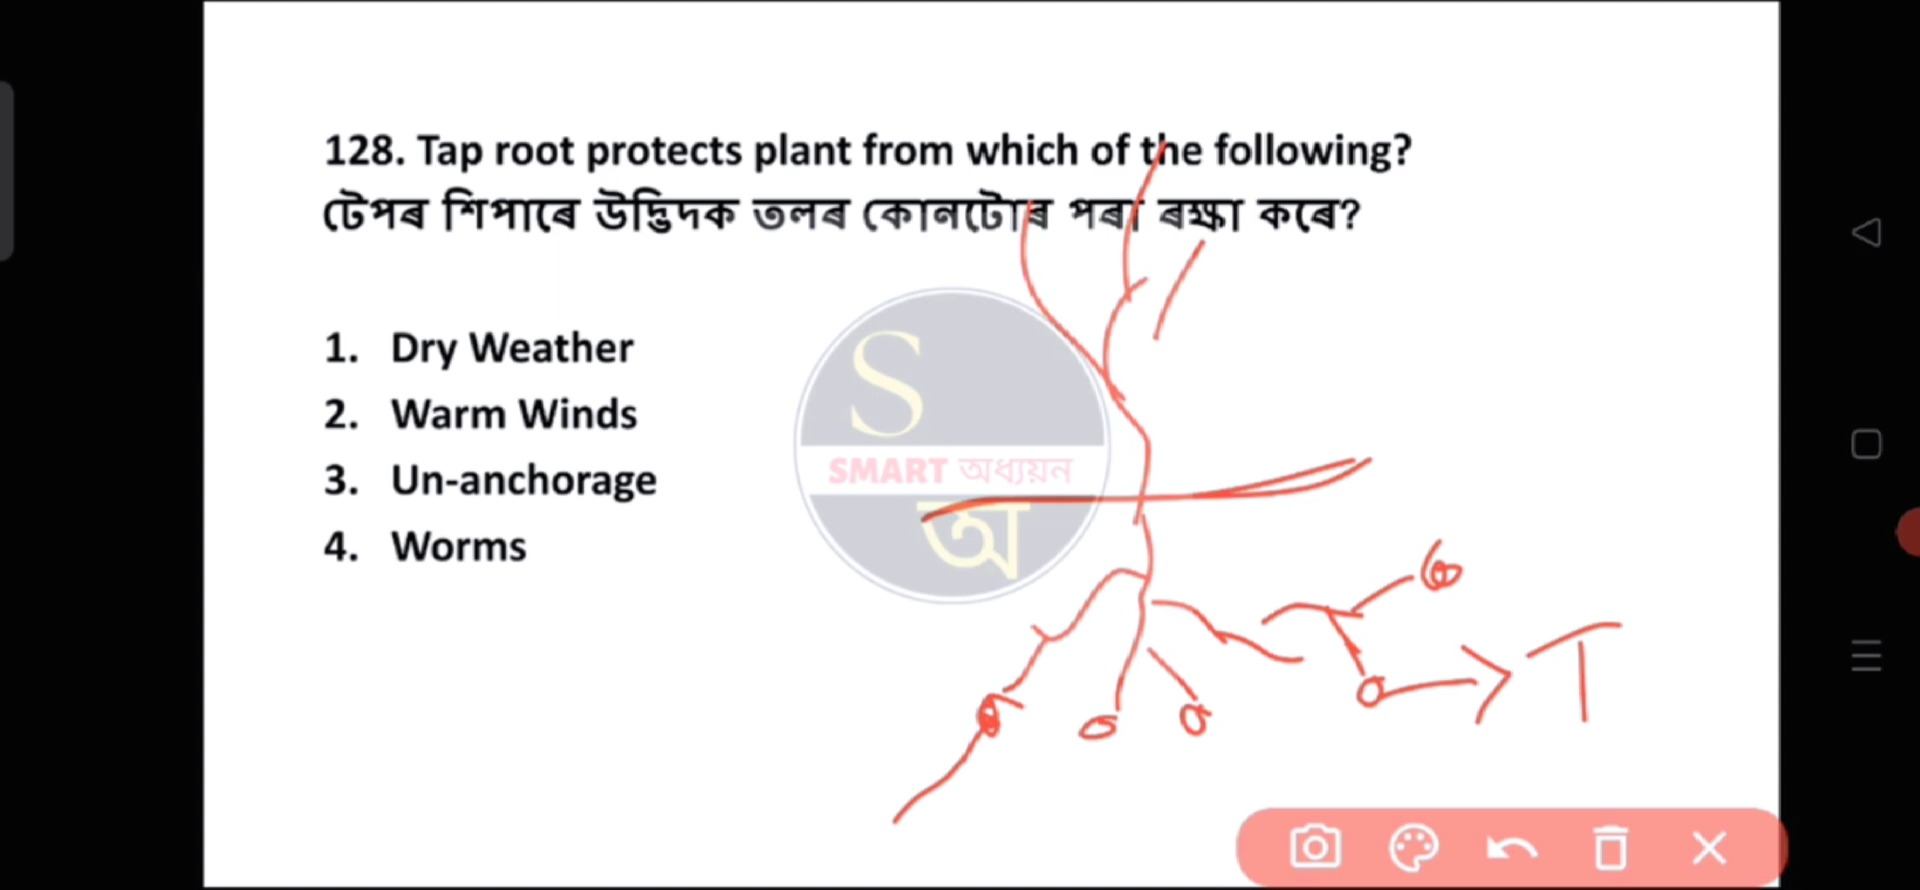 128. Tap root protects plant from which of the following?
টেপৰ শিপাৰে উদ্ভিদক তলৰ কোনটোৰ পৰা ৰক্ষা কৰে?
1. Dry Weather
2. Warm Winds
3. Un-anchorage
4. Worms
S
SMART অধ্যয়ন
অ
T